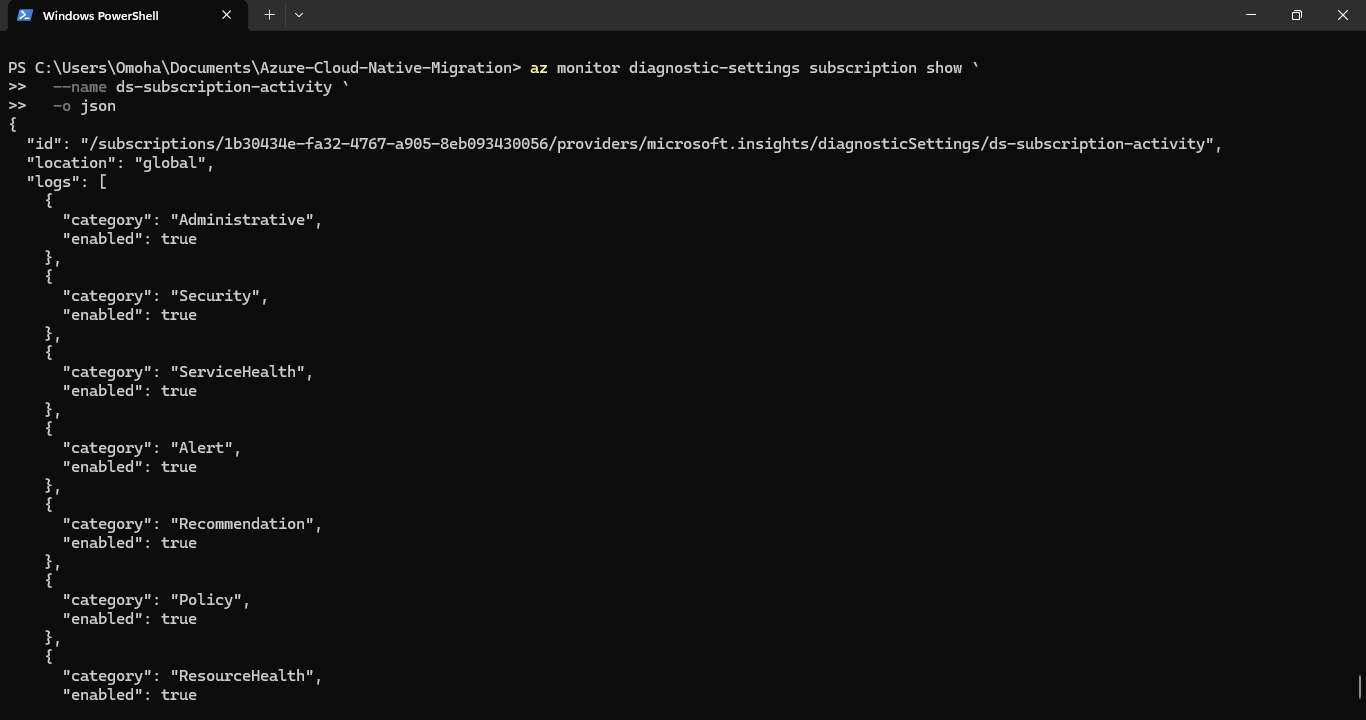 Windows PowerShell
PS C:\Users\Omoha\Documents\Azure-Cloud-Native-Migration> az monitor diagnostic-settings subscription show `
>>   --name ds-subscription-activity `
>>   -o json
{
  "id": "/subscriptions/1b30434e-fa32-4767-a905-8eb093430056/providers/microsoft.insights/diagnosticSettings/ds-subscription-activity",
  "location": "global",
  "logs": [
    {
      "category": "Administrative",
      "enabled": true
    },
    {
      "category": "Security",
      "enabled": true
    },
    {
      "category": "ServiceHealth",
      "enabled": true
    },
    {
      "category": "Alert",
      "enabled": true
    },
    {
      "category": "Recommendation",
      "enabled": true
    },
    {
      "category": "Policy",
      "enabled": true
    },
    {
      "category": "ResourceHealth",
      "enabled": true